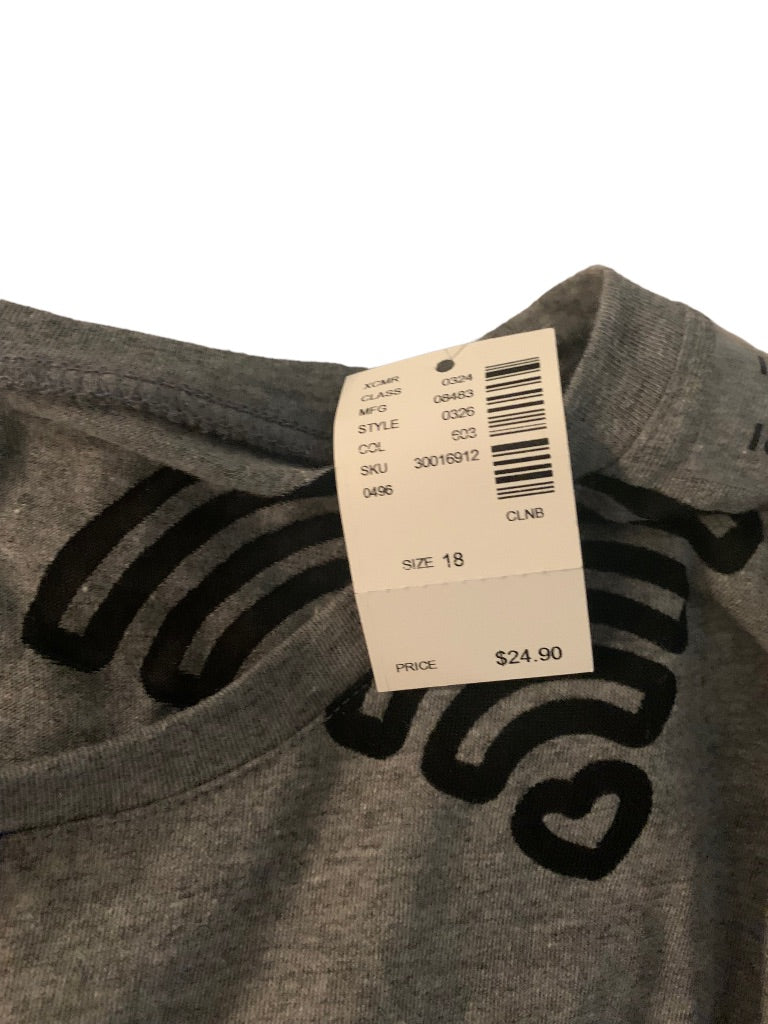 XCMR
CLASS 0324
MFG 08483
STYLE 0326
COL 603
SKU 30016912
0496
CLNB
SIZE 18
PRICE $24.90